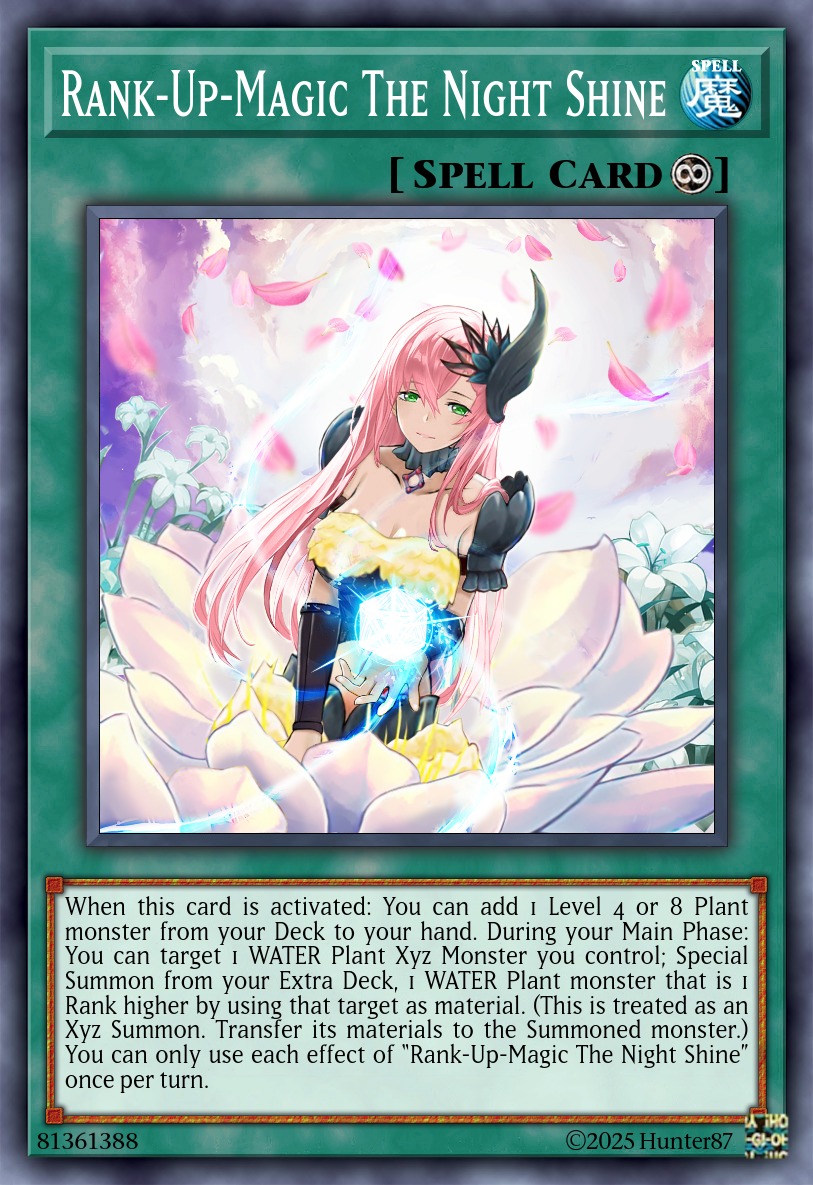 Rank-Up-Magic The Night Shine
SPELL
魔
[Spell Card]
When this card is activated: You can add 1 Level 4 or 8 Plant
monster from your Deck to your hand. During your Main Phase:
You can target 1 WATER Plant Xyz Monster you control; Special
Summon from your Extra Deck, 1 WATER Plant monster that is 1
Rank higher by using that target as material. (This is treated as an
Xyz Summon. Transfer its materials to the Summoned monster.)
You can only use each effect of "Rank-Up-Magic The Night Shine"
once per turn.
81361388
©2025 Hunter87